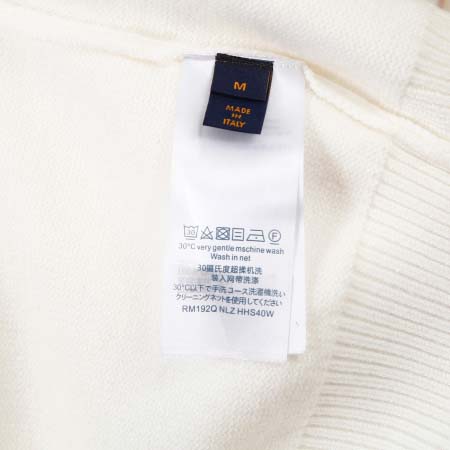 M
MADE
IN
ITALY
30 F
30°C very gentle mschine wash
Wash in net
30摄氏度超揉机洗
装入网带洗涤
30°C以下で手洗コース洗濯機洗い
クリーニングネットを使用してください
RM192Q NLZ HHS40W